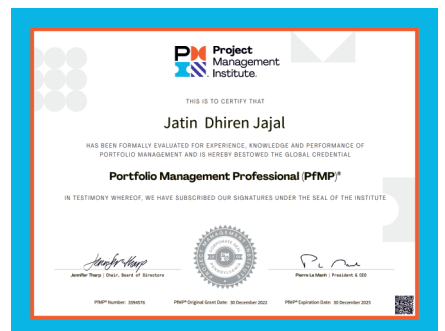 Project
Management
Institute.
THIS IS TO CERTIFY THAT
Jatin Dhiren Jajal
HAS BEEN FORMALLY EVALUATED FOR EXPERIENCE, KNOWLEDGE AND PERFORMANCE OF
PORTFOLIO MANAGEMENT AND IS HEREBY BESTOWED THE GLOBAL CREDENTIAL
Portfolio Management Professional (PfMP)®
IN TESTIMONY WHEREOF, WE HAVE SUBSCRIBED OUR SIGNATURES UNDER THE SEAL OF THE INSTITUTE
Jennifer Tharp | Chair, Board of Directors
Pierre Le Manh | President & CEO
PfMP® Number: 3394576
PfMP® Original Grant Date: 30 December 2022
PfMP® Expiration Date: 30 December 2025